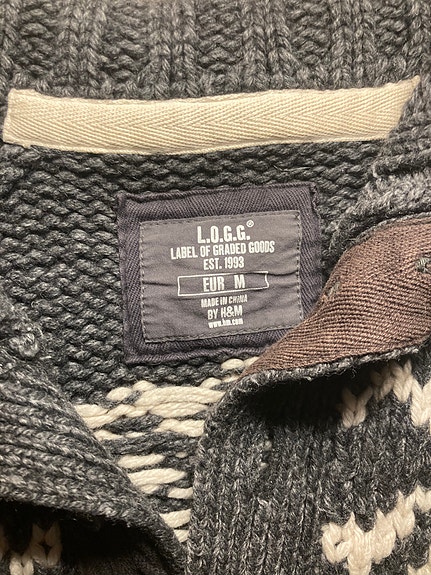 L.O.G.G.®
LABEL OF GRADED GOODS
EST. 1993
EUR M
MADE IN CHINA
BY H&M
www.hm.com